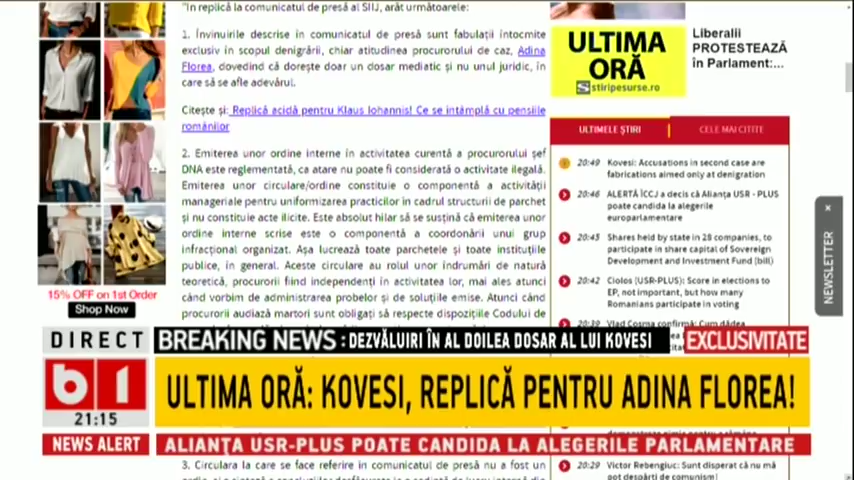 "In replică la comunicatul de presă al SIIJ, arăt următoarele:
1. Învinuirile descrise în comunicatul de presă sunt fabulații întocmite
exclusiv în scopul denigrării, chiar atitudinea procurorului de caz, Adina
Florea, dovedind că dorește doar un dosar mediatic și nu unul juridic, în
care să se afle adevărul.
Citește și: Replică acidă pentru Klaus Iohannis! Ce se întâmplă cu pensiile
românilor
2. Emiterea unor ordine interne în activitatea curentă a procurorului șef
DNA este reglementată, ca atare nu poate fi considerată o activitate ilegală.
Emiterea unor circulare/ordine constituie o componentă a activității
manageriale pentru uniformizarea practicilor în cadrul structurii de parchet
și nu constituie acte ilicite. Este absolut hilar să se susțină că emiterea unor
ordine interne scrise este o componentă a coordonării unui grup
infracțional organizat. Așa lucrează toate parchetele și toate instituțiile
publice, în general. Aceste circulare au rolul unor îndrumări de natură
teoretică, procurorii fiind independenți în activitatea lor, mai ales atunci
când vorbim de administrarea probelor și de soluțiile emise. Atunci când
procurorii audiază martori sunt obligați să respecte dispozițiile Codului de
15% OFF on 1st Order
Shop Now
ULTIMA
ORĂ
stiripesurse.ro
Liberalii
PROTESTEAZĂ
în Parlament:...
ULTIMELE ȘTIRI
CELE MAI CITITE
20:49 Kovesi: Accusations in second case are
fabrications aimed only at denigration
20:46 ALERTĂ ÎCCJ a decis că Alianța USR - PLUS
poate candida la alegerile
europarlamentare
20:43 Shares held by state in 28 companies, to
participate in share capital of Sovereign
Development and Investment Fund (bill)
20:42 Ciolos (USR-PLUS): Score in elections to
EP, not important, but how many
Romanians participate in voting
20:39 Vlad Cosma confirmă: Cum dădea
NEWSLETTER
×
DIRECT
BREAKING NEWS : DEZVĂLUIRI ÎN AL DOILEA DOSAR AL LUI KOVESI
EXCLUSIVITATE
b1
21:15
ULTIMA ORĂ: KOVESI, REPLICĂ PENTRU ADINA FLOREA!
NEWS ALERT
ALIANȚA USR-PLUS POATE CANDIDA LA ALEGERILE PARLAMENTARE
3. Circulara la care se face referire în comunicatul de presă nu a fost un
20:29 Victor Rebengiuc: Sunt disperat că nu mă
pot despărți de comunism!